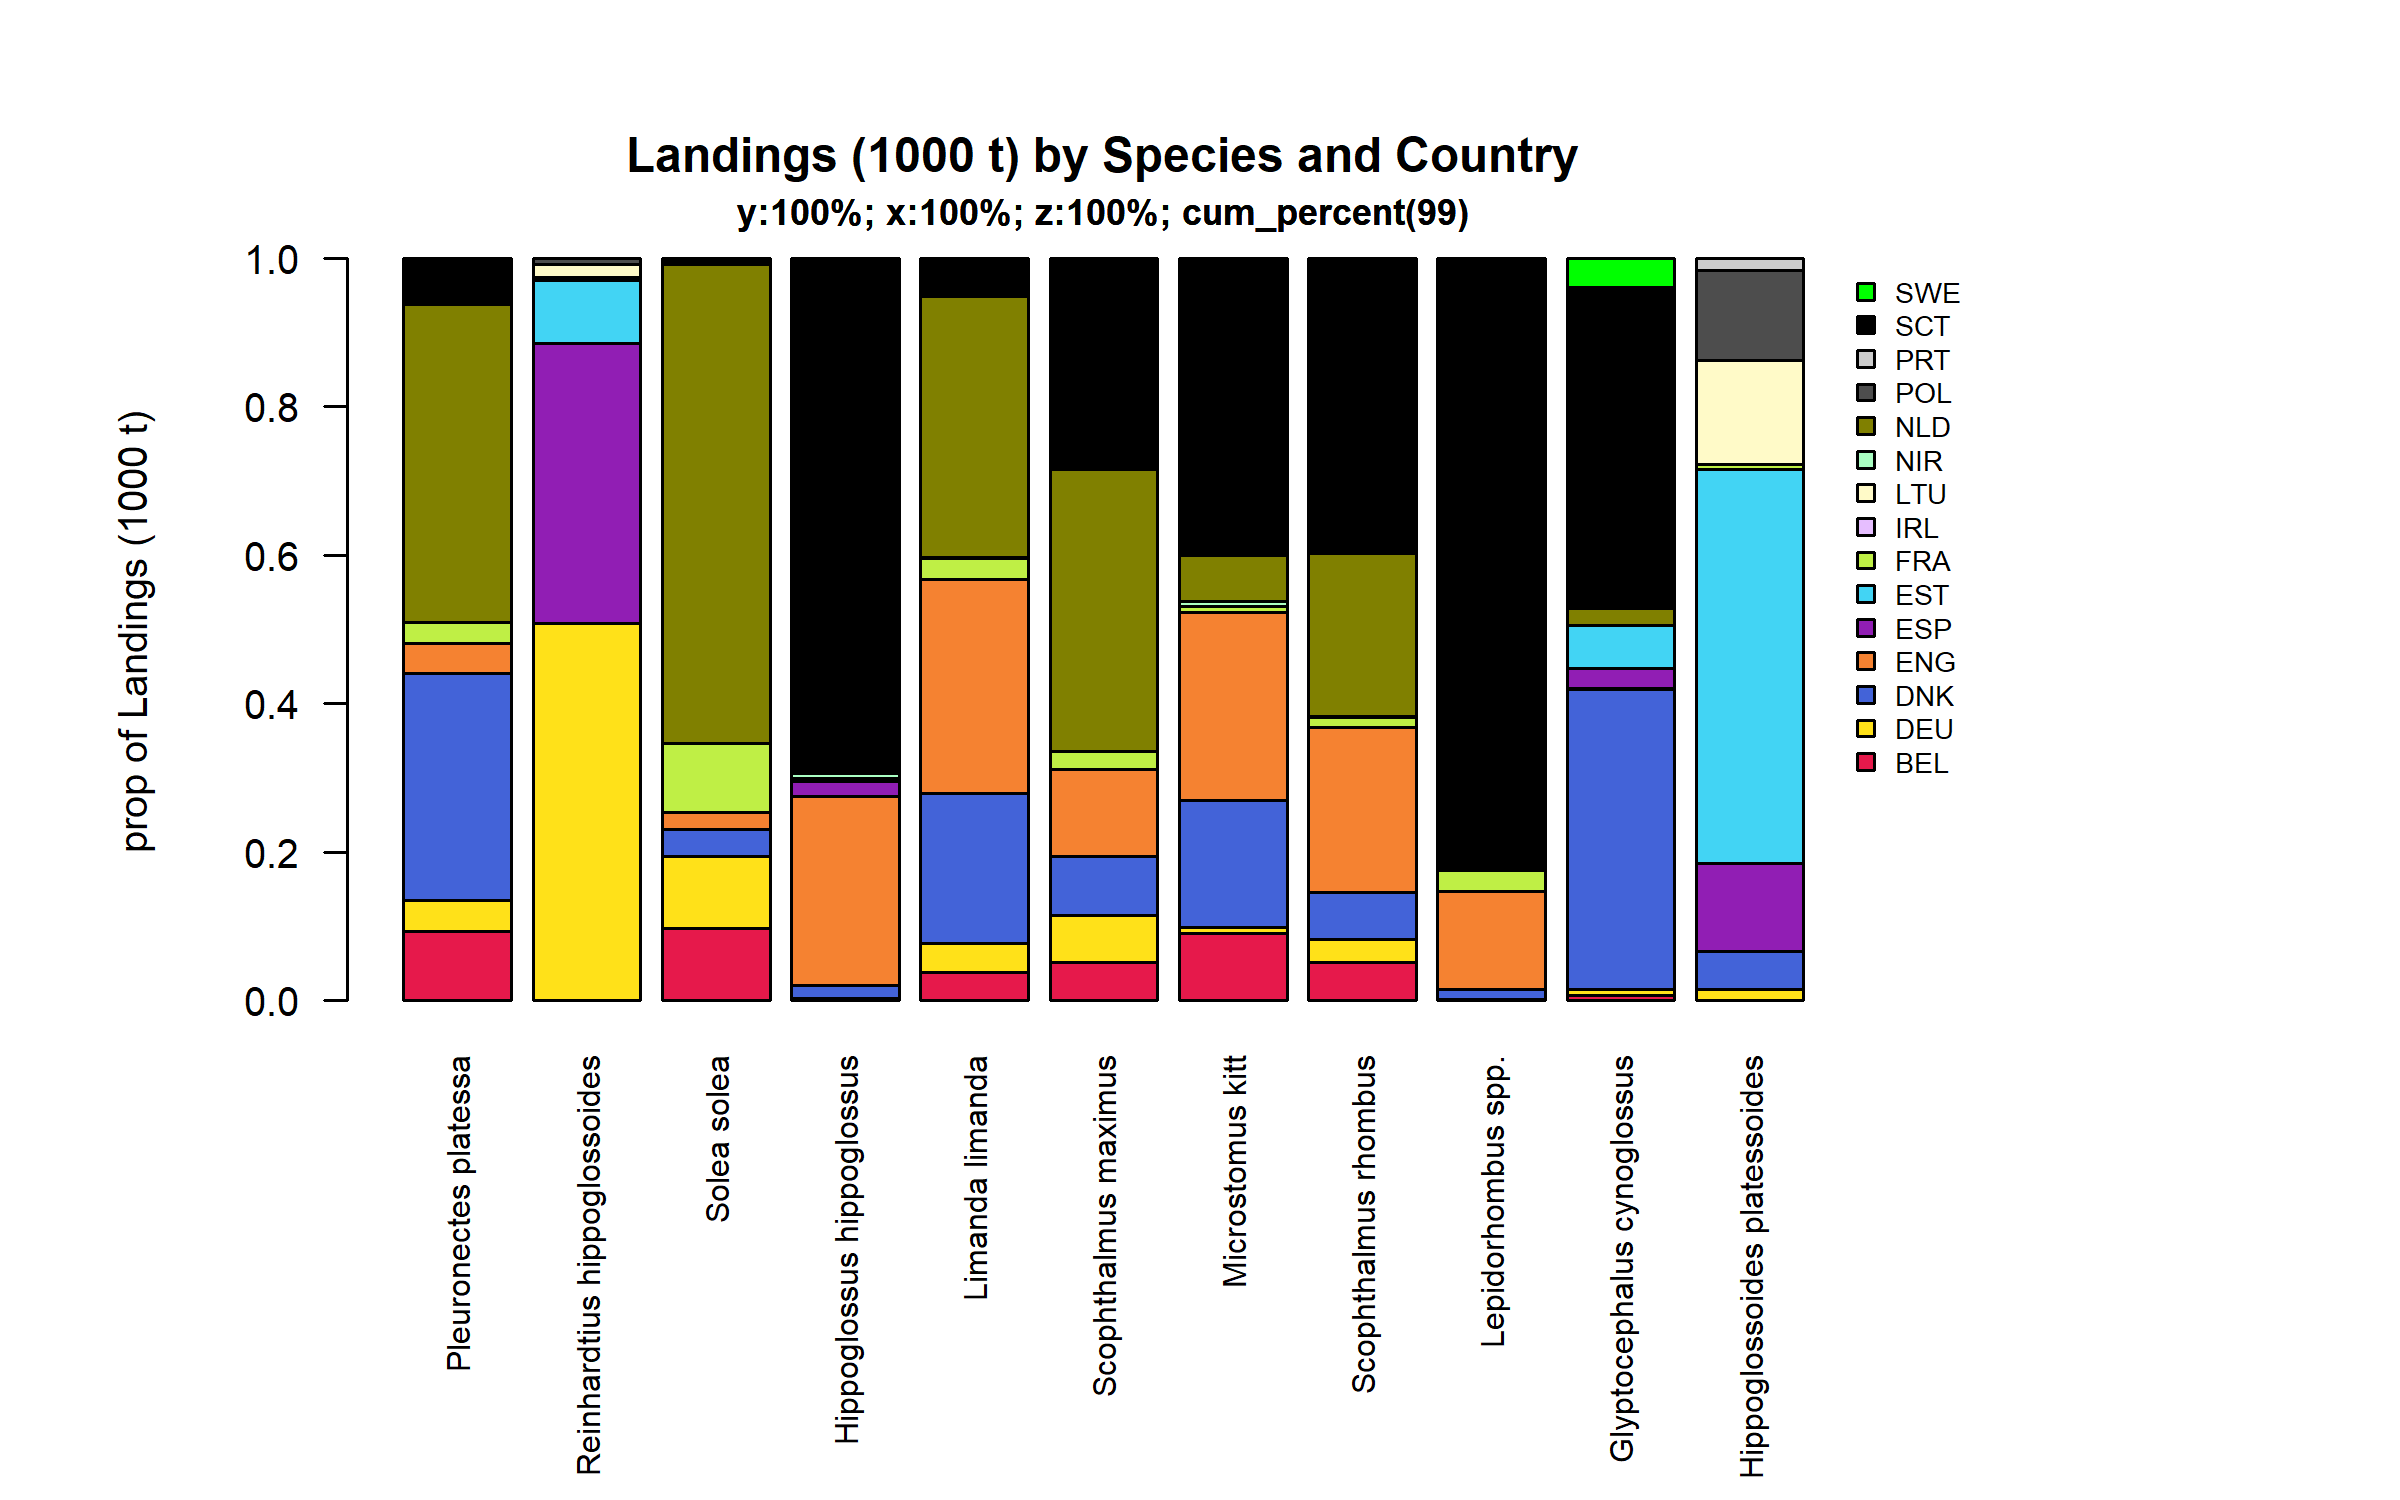 Landings (1000 t) by Species and Country
y:100%; x:100%; z:100%; cum_percent(99)
prop of Landings (1000 t)
1.0
0.8
0.6
0.4
0.2
0.0
Pleuronectes platessa
Reinhardtius hippoglossoides
Solea solea
Hippoglossus hippoglossus
Limanda limanda
Scophthalmus maximus
Microstomus kitt
Scophthalmus rhombus
Lepidorhombus spp.
Glyptocephalus cynoglossus
Hippoglossoides platessoides
SWE
SCT
PRT
POL
NLD
NIR
LTU
IRL
FRA
EST
ESP
ENG
DNK
DEU
BEL